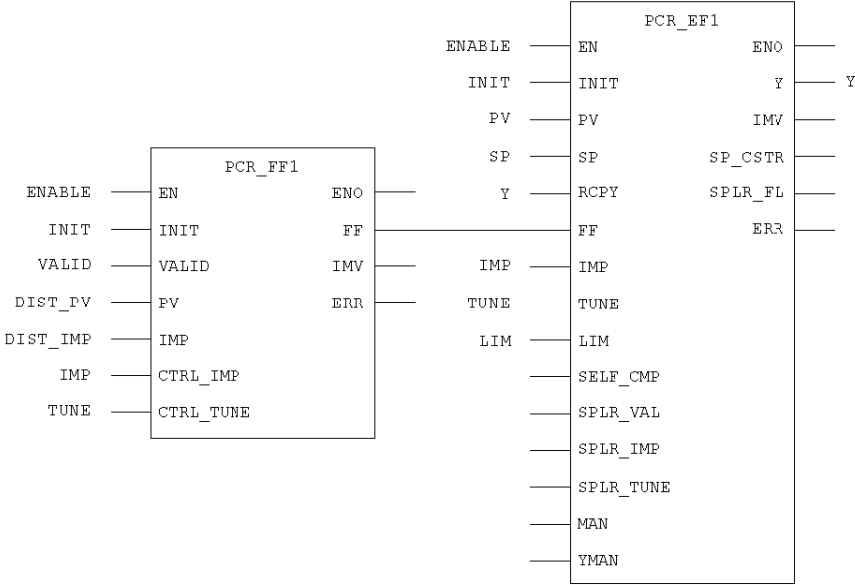 PCR_EF1
ENABLE EN ENO
INIT INIT Y Y
PV PV IMV
SP SP SP_CSTR
Y RCPY SPLR_FL
FF ERR
IMP IMP
TUNE TUNE
LIM LIM
SELF_CMP
SPLR_VAL
SPLR_IMP
SPLR_TUNE
MAN
YMAN
PCR_FF1
ENABLE EN ENO
INIT INIT FF
VALID VALID IMV
DIST_PV PV ERR
DIST_IMP IMP
IMP CTRL_IMP
TUNE CTRL_TUNE